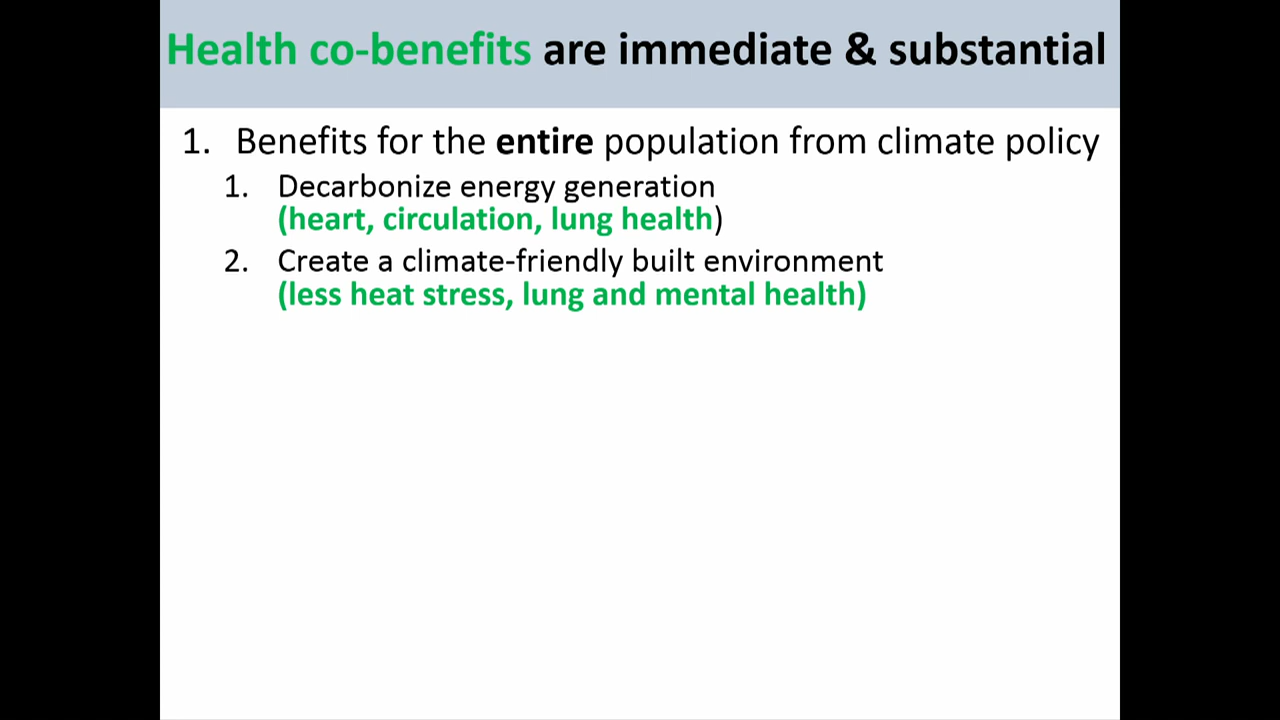 Health co-benefits are immediate & substantial
1. Benefits for the entire population from climate policy
1. Decarbonize energy generation
(heart, circulation, lung health)
2. Create a climate-friendly built environment
(less heat stress, lung and mental health)